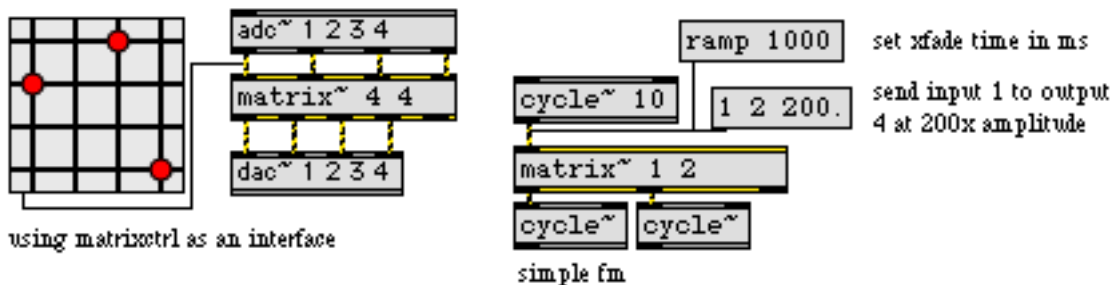 adc~ 1 2 3 4
matrix~ 4 4
dac~ 1 2 3 4
using matrixctrl as an interface
ramp 1000
set xfade time in ms
cycle~ 10
1 2 200.
send input 1 to output
4 at 200x amplitude
matrix~ 1 2
cycle~
cycle~
simple fm